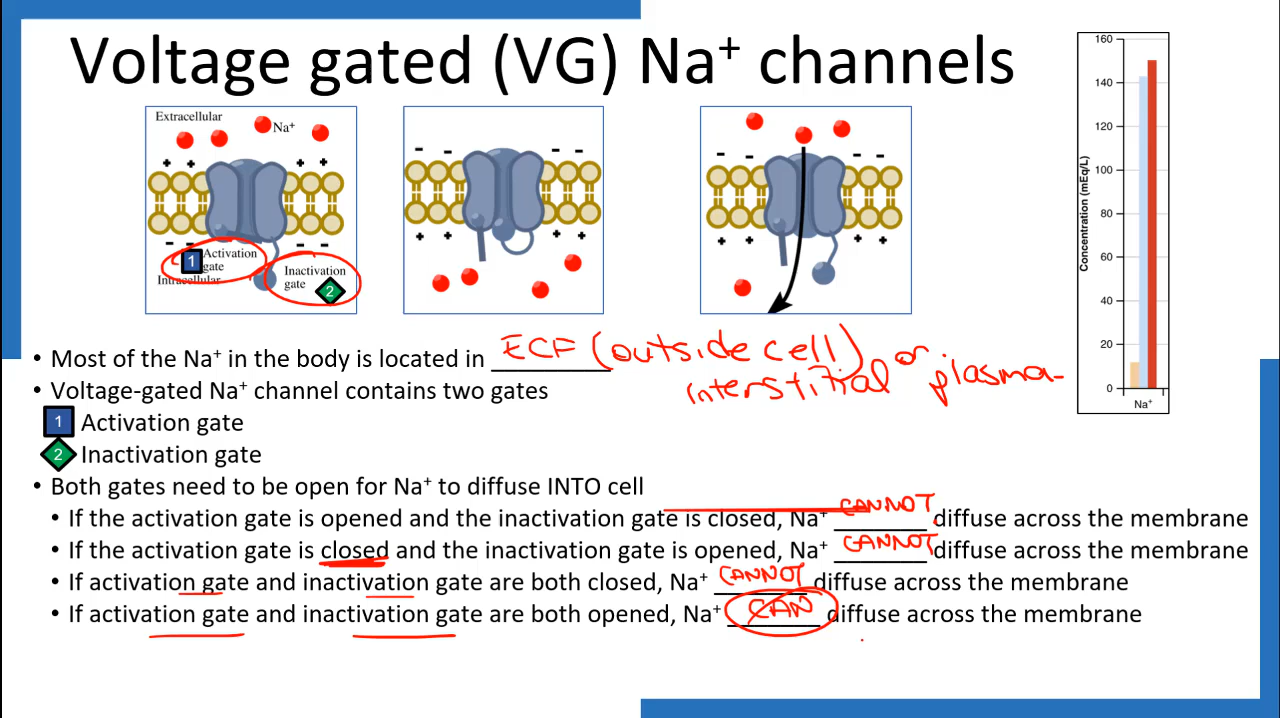 Voltage gated (VG) Na+ channels
Extracellular
Na+
+ +
+ +
- -
- -
1
Activation
gate
Intracellular
Inactivation
gate
2
- -
- -
+ +
+ +
- -
- -
+ +
+ +
160
140
120
100
80
60
40
20
0
Concentration (mEq/L)
Na+
• Most of the Na+ in the body is located in ECF (outside cell) or
interstitial plasma
• Voltage-gated Na+ channel contains two gates
1 Activation gate
2 Inactivation gate
• Both gates need to be open for Na+ to diffuse INTO cell
• If the activation gate is opened and the inactivation gate is closed, Na+ CANNOT diffuse across the membrane
• If the activation gate is closed and the inactivation gate is opened, Na+ CANNOT diffuse across the membrane
• If activation gate and inactivation gate are both closed, Na+ CANNOT diffuse across the membrane
• If activation gate and inactivation gate are both opened, Na+ CAN diffuse across the membrane